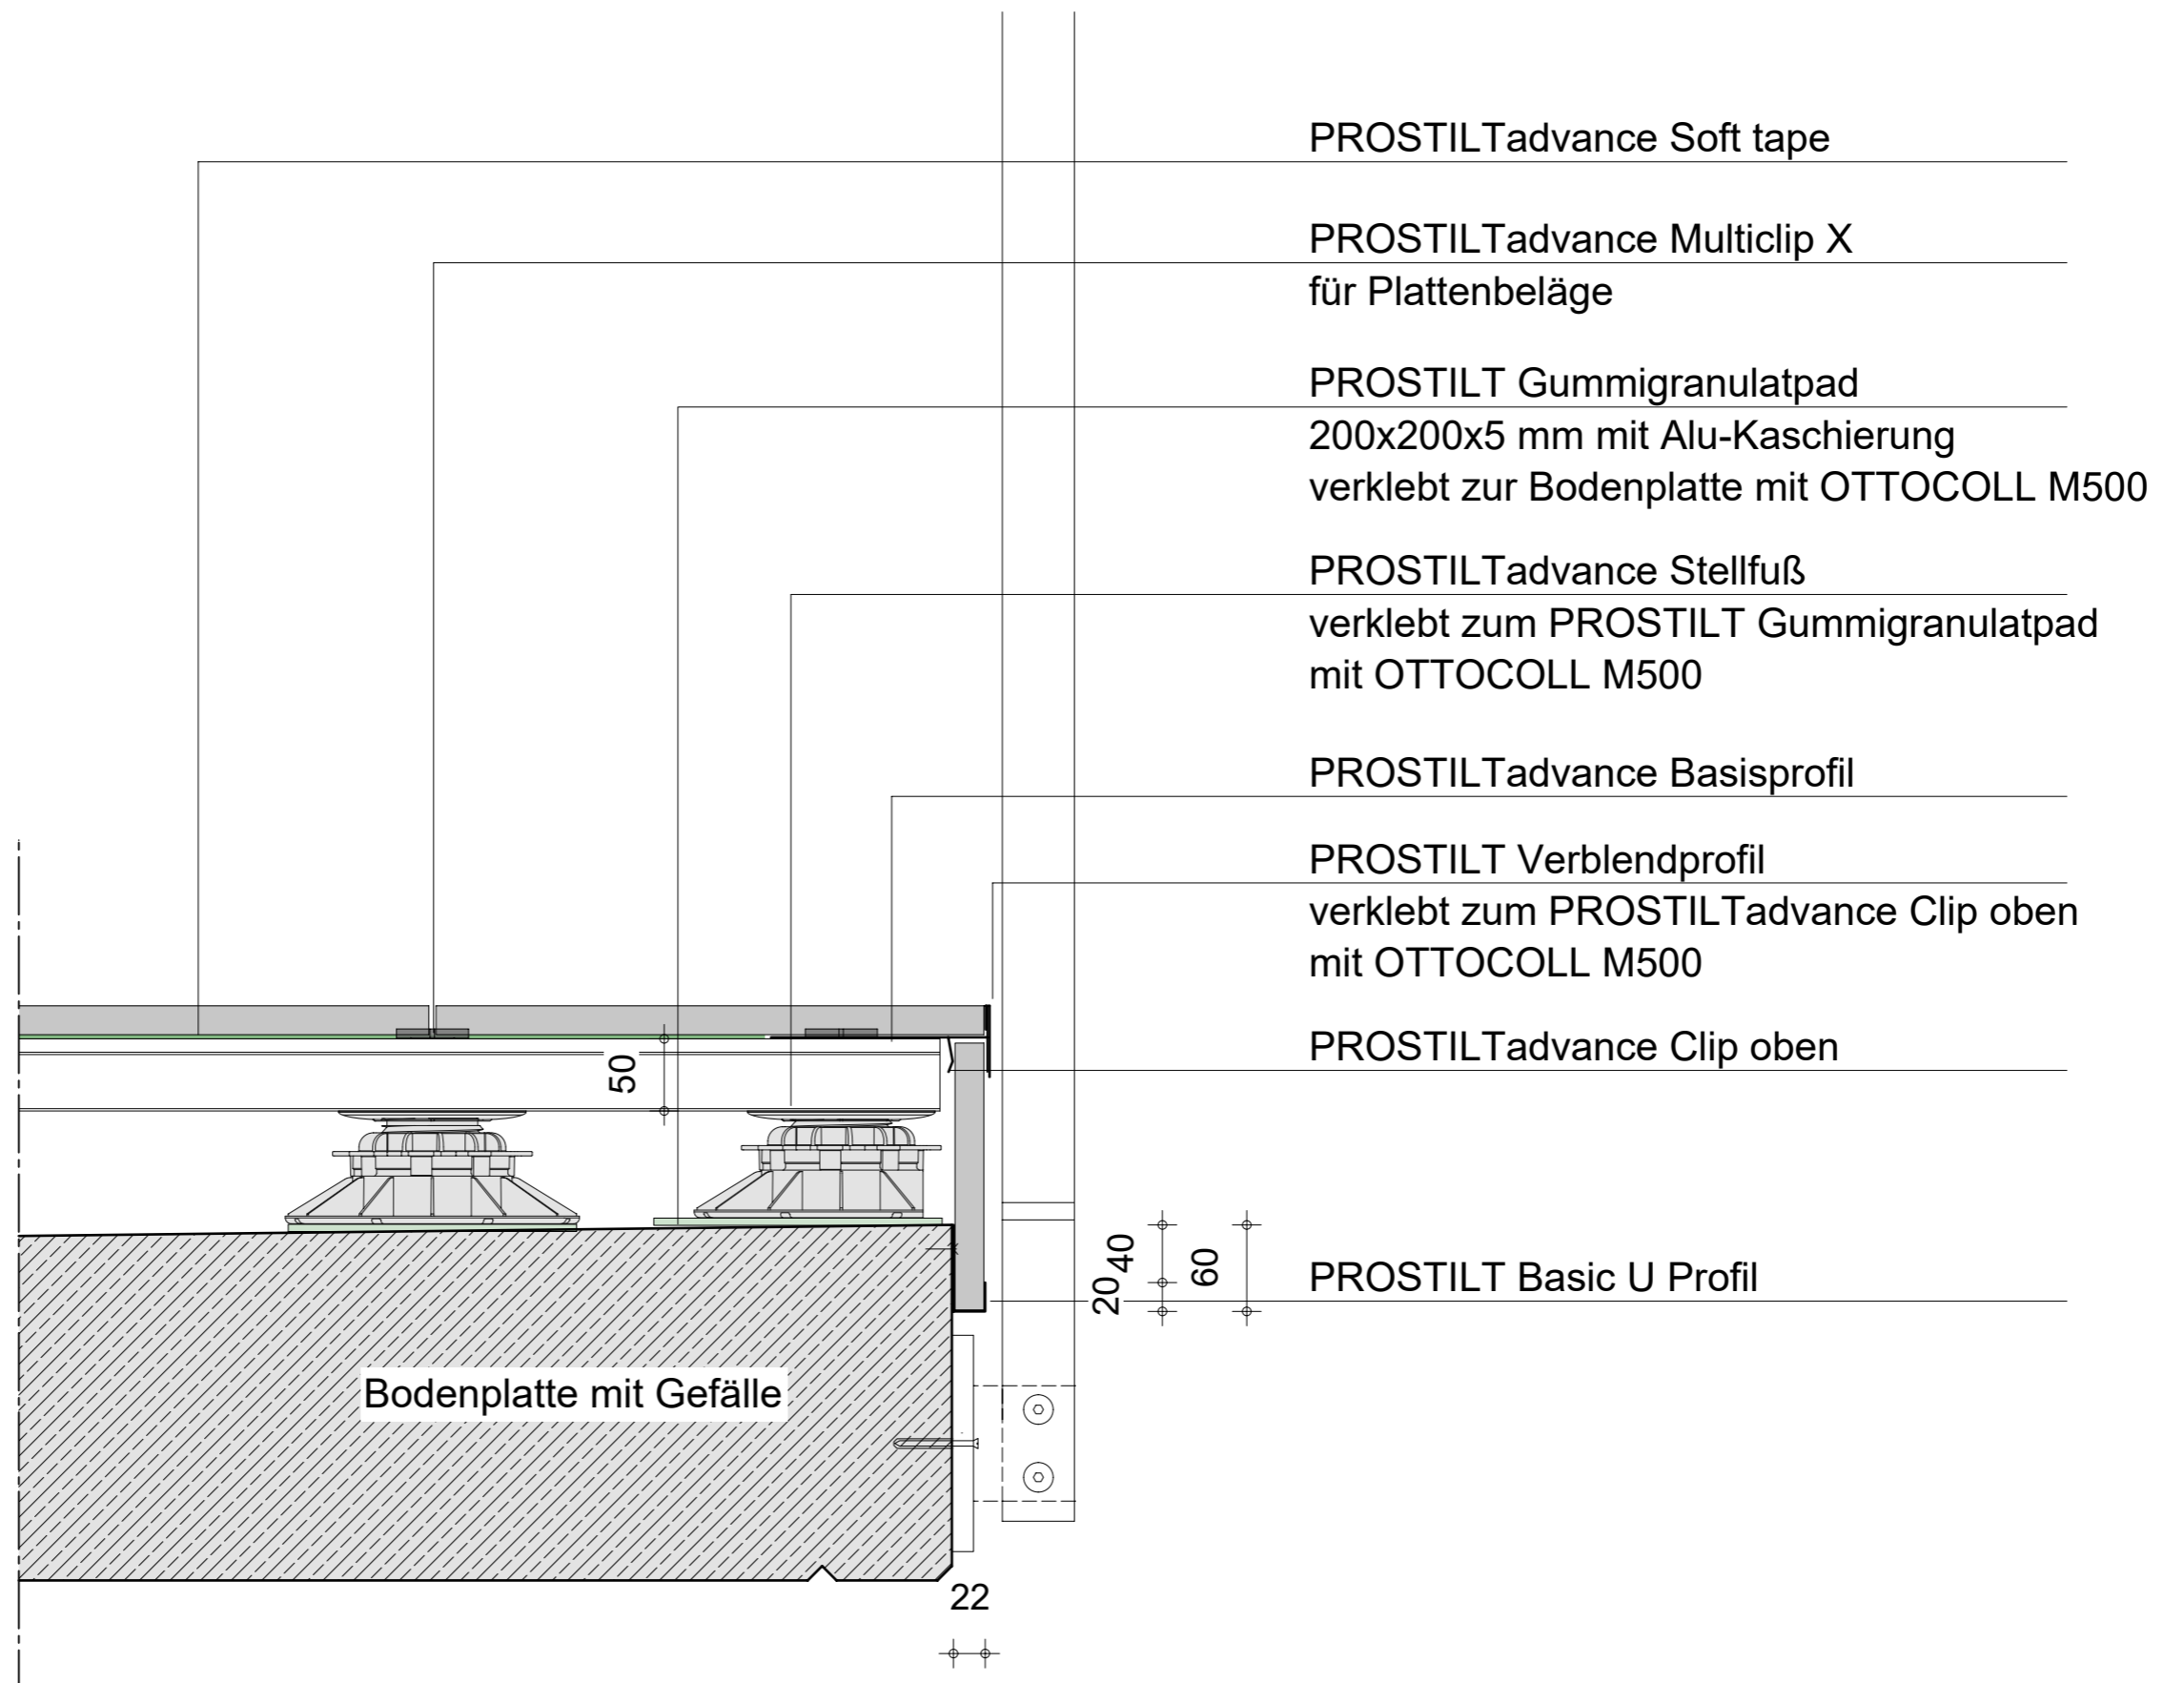 PROSTILTadvance Soft tape
PROSTILTadvance Multiclip X
für Plattenbeläge
PROSTILT Gummigranulatpad
200x200x5 mm mit Alu-Kaschierung
verklebt zur Bodenplatte mit OTTOCOLL M500
PROSTILTadvance Stellfuß
verklebt zum PROSTILT Gummigranulatpad
mit OTTOCOLL M500
PROSTILTadvance Basisprofil
PROSTILT Verblendprofil
verklebt zum PROSTILTadvance Clip oben
mit OTTOCOLL M500
PROSTILTadvance Clip oben
50
40
20
60
PROSTILT Basic U Profil
Bodenplatte mit Gefälle
22